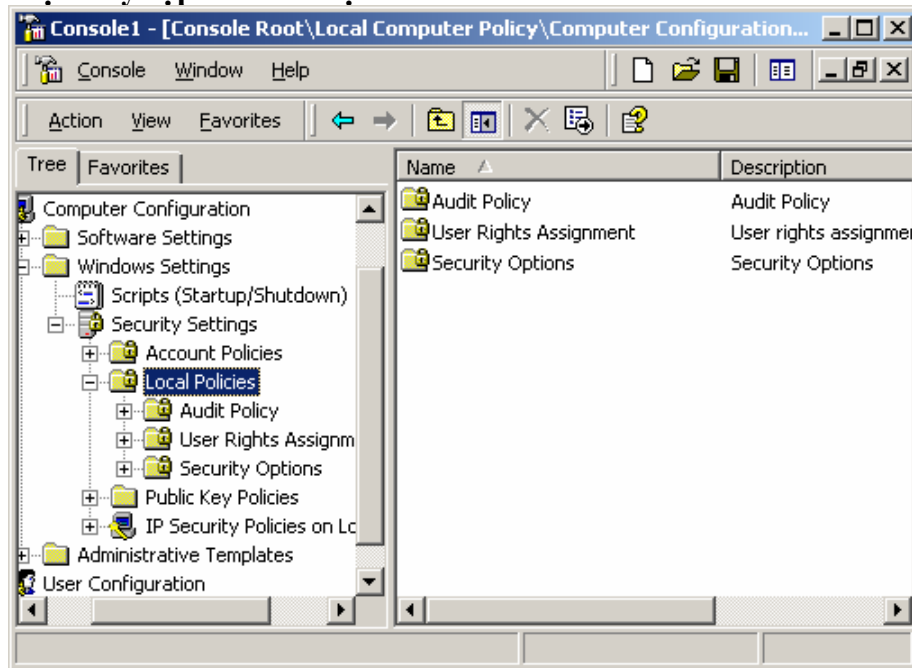 Console1 - [Console Root\Local Computer Policy\Computer Configuration...
Console Window Help
Action View Favorites
Tree Favorites
Computer Configuration
Software Settings
Windows Settings
Scripts (Startup/Shutdown)
Security Settings
Account Policies
Local Policies
Audit Policy
User Rights Assignm
Security Options
Public Key Policies
IP Security Policies on Lo
Administrative Templates
User Configuration
Name Description
Audit Policy Audit Policy
User Rights Assignment User rights assignmer
Security Options Security Options